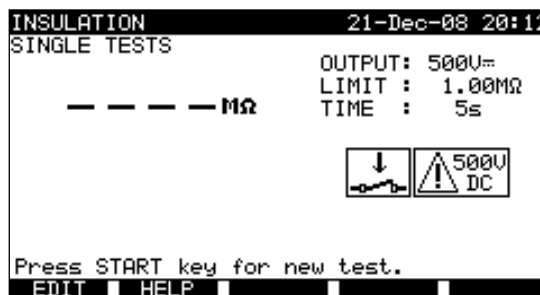 INSULATION 21-Dec-08 20:12
SINGLE TESTS
OUTPUT: 500V⎓
LIMIT : 1.00MΩ
— — — — MΩ TIME : 5s
500V
DC
Press START key for new test.
EDIT HELP